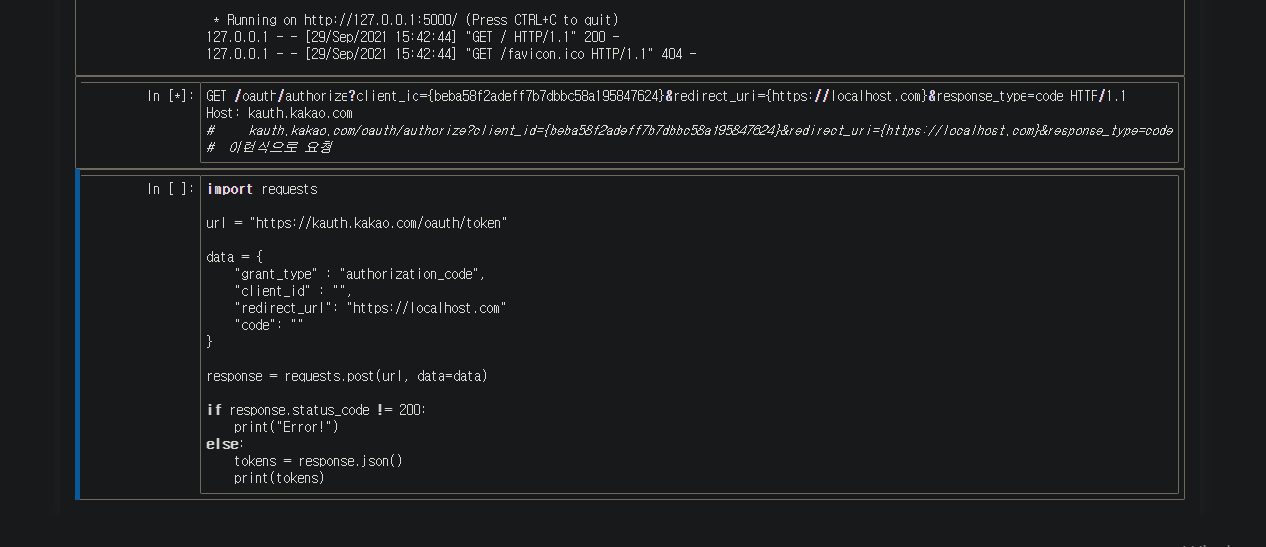 * Running on http://127.0.0.1:5000/ (Press CTRL+C to quit)
127.0.0.1 - - [29/Sep/2021 15:42:44] "GET / HTTP/1.1" 200 -
127.0.0.1 - - [29/Sep/2021 15:42:44] "GET /favicon.ico HTTP/1.1" 404 -
In [*]: GET /oauth/authorize?client_id={beba58f2adeff7b7dbbc58a195847624}&redirect_uri={https://localhost.com}&response_type=code HTTP/1.1
Host: kauth.kakao.com
# kauth.kakao.com/oauth/authorize?client_id={beba58f2adeff7b7dbbc58a195847624}&redirect_uri={https://localhost.com}&response_type=code
# 이런식으로 요청
In [ ]: import requests
url = "https://kauth.kakao.com/oauth/token"
data = {
"grant_type" : "authorization_code",
"client_id" : "",
"redirect_url": "https://localhost.com"
"code": ""
}
response = requests.post(url, data=data)
if response.status_code != 200:
print("Error!")
else:
tokens = response.json()
print(tokens)